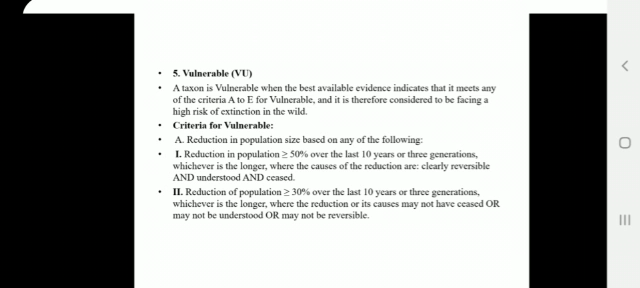 • 5. Vulnerable (VU)
• A taxon is Vulnerable when the best available evidence indicates that it meets any
of the criteria A to E for Vulnerable, and it is therefore considered to be facing a
high risk of extinction in the wild.
• Criteria for Vulnerable:
• A. Reduction in population size based on any of the following:
• I. Reduction in population ≥ 50% over the last 10 years or three generations,
whichever is the longer, where the causes of the reduction are: clearly reversible
AND understood AND ceased.
• II. Reduction of population ≥ 30% over the last 10 years or three generations,
whichever is the longer, where the reduction or its causes may not have ceased OR
may not be understood OR may not be reversible.